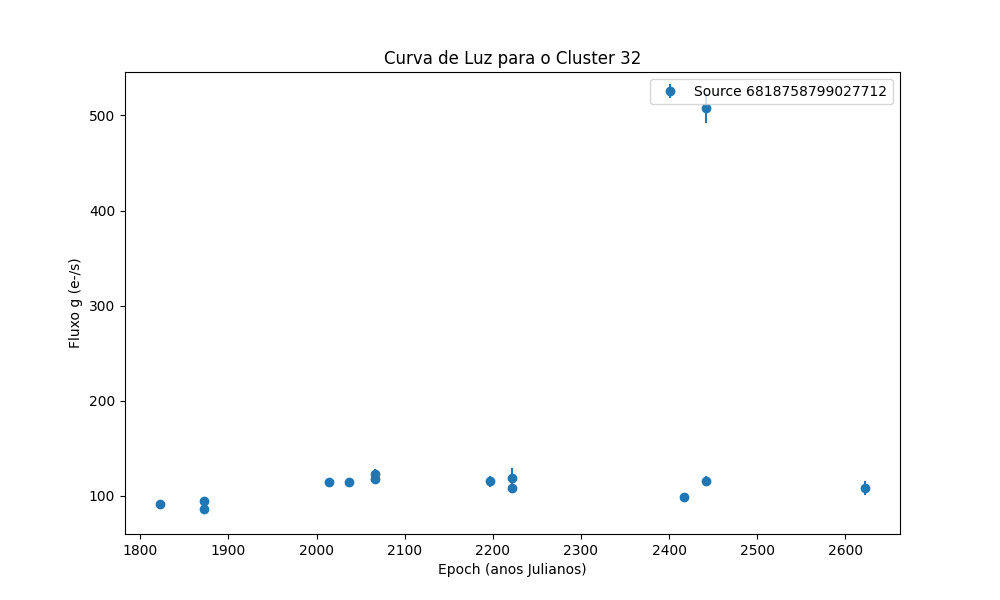 Curva de Luz para o Cluster 32
Source 6818758799027712
Fluxo g (e-/s)
500
400
300
200
100
1800 1900 2000 2100 2200 2300 2400 2500 2600
Epoch (anos Julianos)